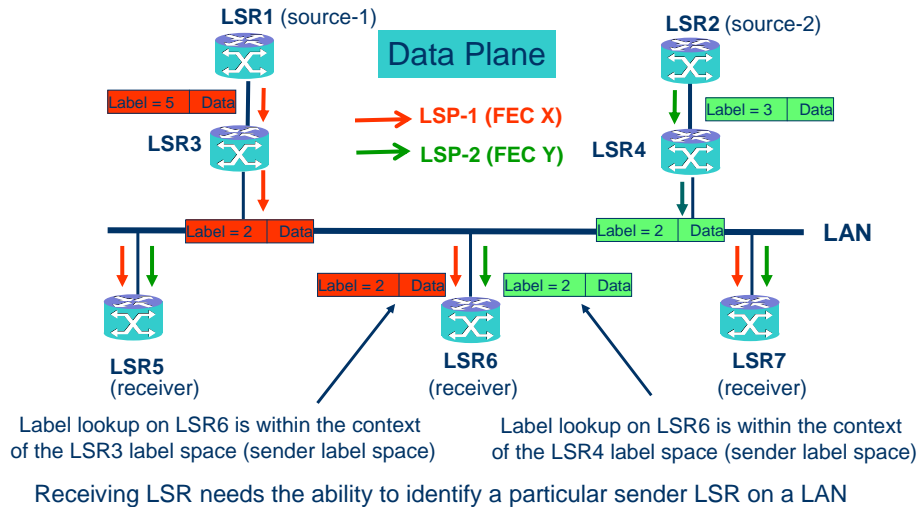 LSR1 (source-1)
LSR2 (source-2)
Data Plane
Label = 5 Data
Label = 3 Data
LSP-1 (FEC X)
LSR3
LSR4
LSP-2 (FEC Y)
Label = 2 Data
Label = 2 Data
LAN
Label = 2 Data
Label = 2 Data
LSR5
(receiver)
LSR6
(receiver)
LSR7
(receiver)
Label lookup on LSR6 is within the context
of the LSR3 label space (sender label space)
Label lookup on LSR6 is within the context
of the LSR4 label space (sender label space)
Receiving LSR needs the ability to identify a particular sender LSR on a LAN